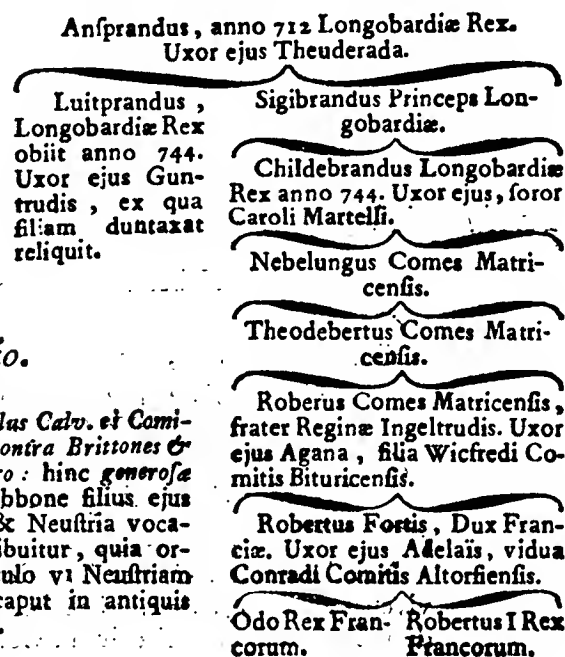 Anſprandus, anno 712 Longobardiæ Rex.
Uxor ejus Theuderada.
Luitprandus ,
Longobardiæ Rex
obiit anno 744.
Uxor ejus Gun-
trudis , ex qua
filiam duntaxat
reliquit.
Sigibrandus Princeps Lon-
gobardiæ.
Childebrandus Longobardiæ
Rex anno 744. Uxor ejus, ſoror
Caroli Martelſi.
Nebelungus Comes Matri-
cenſis.
Theodebertus Comes Matri-
cenſis.
Roberus Comes Matricenſis,
frater Reginæ Ingeltrudis. Uxor
ejus Agana , filia Wicfredi Co-
mitis Bituricenſis.
Robertus Fortis, Dux Fran-
ciæ. Uxor ejus Adelaïs, vidua
Conradi Comitis Altorfienſis.
Odo Rex Fran-
corum.
Robertus I Rex
Francorum.
io.
lus Calv. et Comi-
ontra Brittones &
ro : hinc generoſæ
bbone filius ejus
& Neuſtria voca-
ibuitur , quia or-
ulo VI Neuſtriam
caput in antiquis